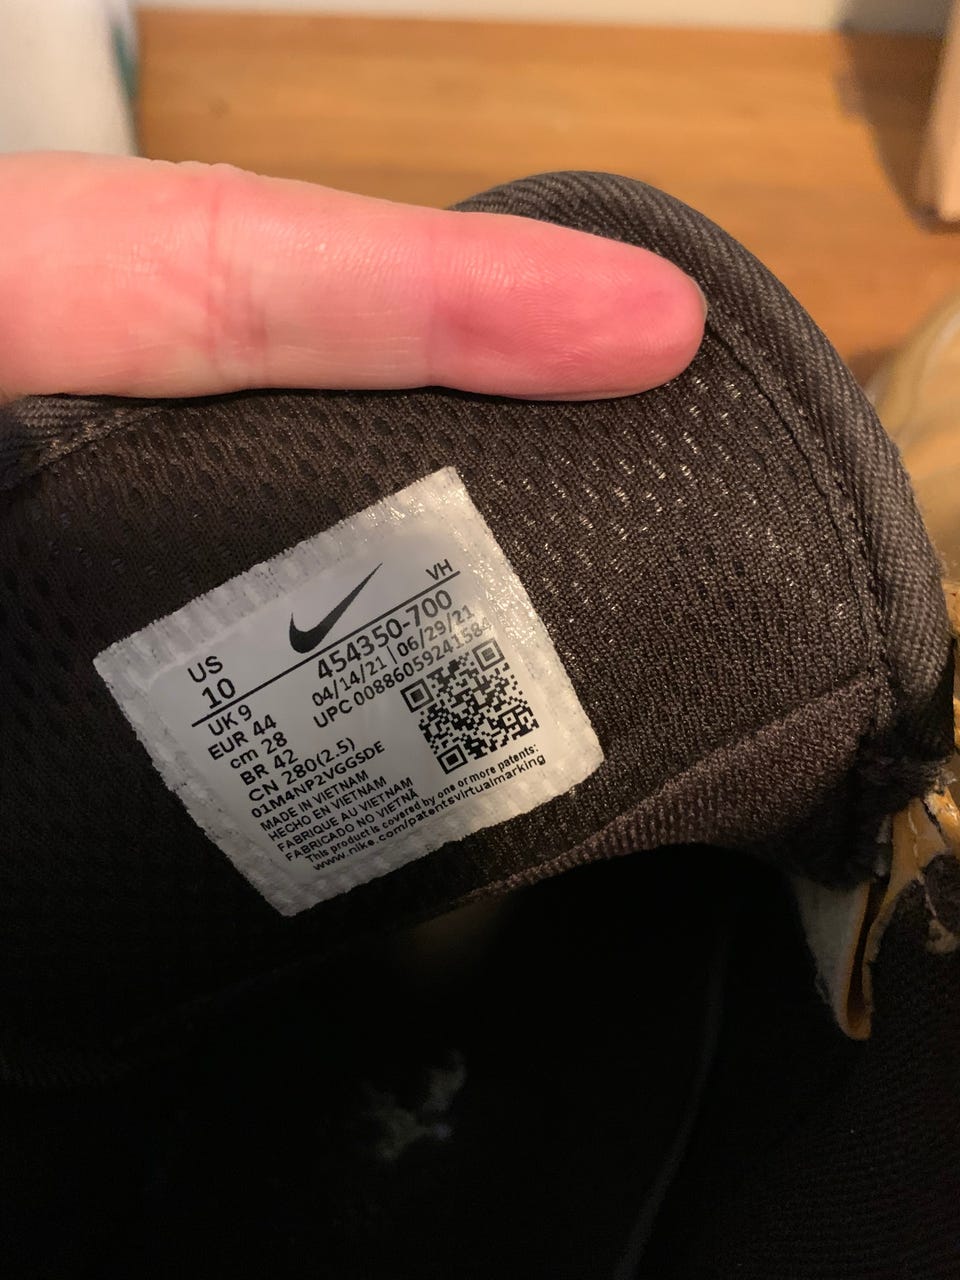 US
10
VH
454350-700
04/14/21 | 06/29/21
UPC 00886059241584
UK 9
EUR 44
cm 28
BR 42
CN 280(2.5)
01M4NP2VGGSDE
MADE IN VIETNAM
HECHO EN VIETNAM
FABRIQUE AU VIETNAM
FABRICADO NO VIETNÃ
This product is covered by one or more patents:
www.nike.com/patentsvirtualmarking